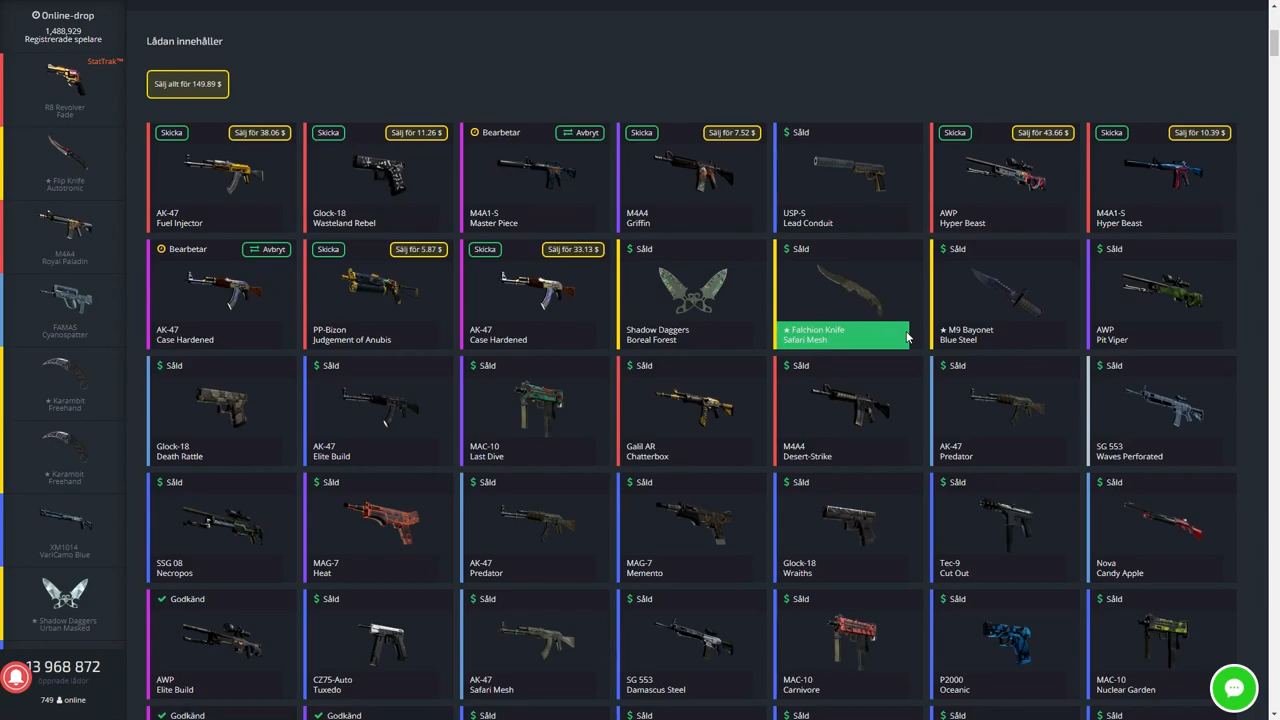 Online-drop
1,488,929
Registrerade spelare
StatTrak™
R8 Revolver
Fade
★ Flip Knife
Autotronic
M4A4
Royal Paladin
FAMAS
Cyanospatter
★ Karambit
Freehand
★ Karambit
Freehand
XM1014
VariCamo Blue
★ Shadow Daggers
Urban Masked
13 968 872
öppnade lådor
749 online
Lådan innehåller
Sälj allt för 149.89 $
Skicka Sälj för 38.06 $
AK-47
Fuel Injector
Skicka Sälj för 11.26 $
Glock-18
Wasteland Rebel
Bearbetar Avbryt
M4A1-S
Master Piece
Skicka Sälj för 7.52 $
M4A4
Griffin
$ Såld
USP-S
Lead Conduit
Skicka Sälj för 43.66 $
AWP
Hyper Beast
Skicka Sälj för 10.39 $
M4A1-S
Hyper Beast
Bearbetar Avbryt
AK-47
Case Hardened
Skicka Sälj för 5.87 $
PP-Bizon
Judgement of Anubis
Skicka Sälj för 33.13 $
AK-47
Case Hardened
$ Såld
Shadow Daggers
Boreal Forest
$ Såld
★ Falchion Knife
Safari Mesh
$ Såld
★ M9 Bayonet
Blue Steel
$ Såld
AWP
Pit Viper
$ Såld
Glock-18
Death Rattle
$ Såld
AK-47
Elite Build
$ Såld
MAC-10
Last Dive
$ Såld
Galil AR
Chatterbox
$ Såld
M4A4
Desert-Strike
$ Såld
AK-47
Predator
$ Såld
SG 553
Waves Perforated
$ Såld
SSG 08
Necropos
$ Såld
MAG-7
Heat
$ Såld
AK-47
Predator
$ Såld
MAG-7
Memento
$ Såld
Glock-18
Wraiths
$ Såld
Tec-9
Cut Out
$ Såld
Nova
Candy Apple
Godkänd
AWP
Elite Build
$ Såld
CZ75-Auto
Tuxedo
$ Såld
AK-47
Safari Mesh
$ Såld
SG 553
Damascus Steel
$ Såld
MAC-10
Carnivore
$ Såld
P2000
Oceanic
$ Såld
MAC-10
Nuclear Garden
Godkänd
Godkänd
$ Såld
$ Såld
$ Såld
$ Såld
$ Såld